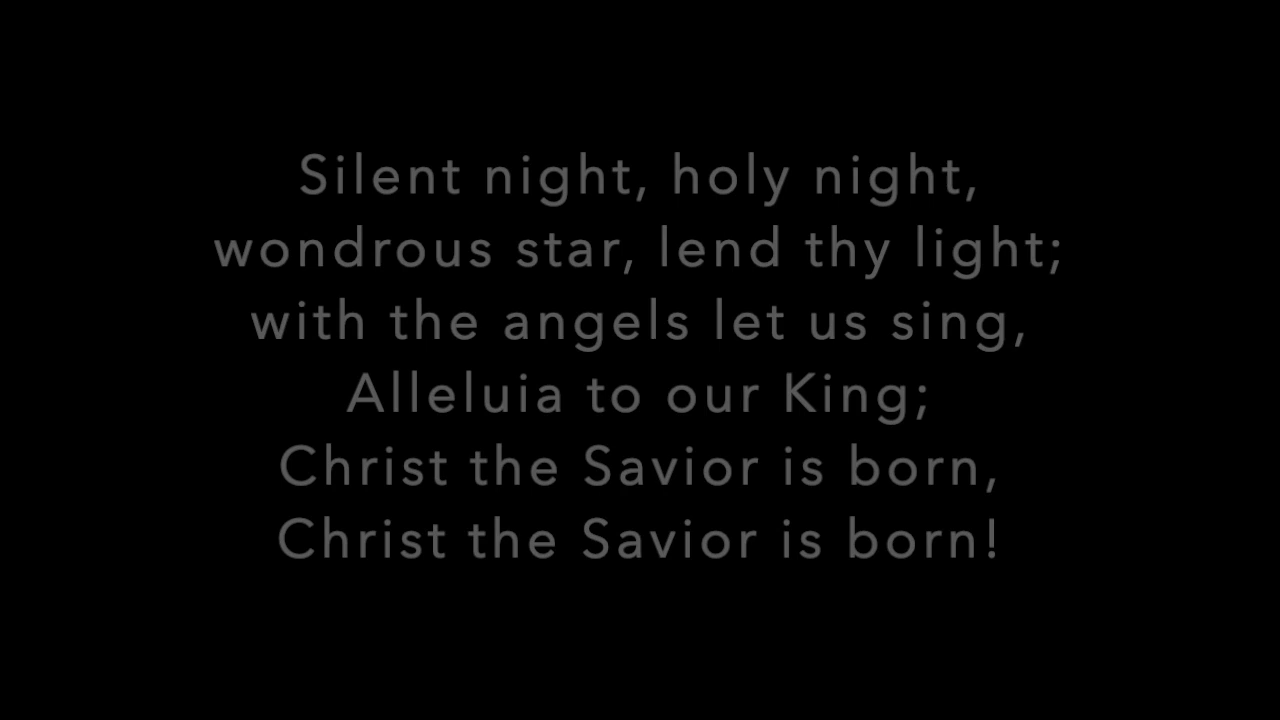 Silent night, holy night,
wondrous star, lend thy light;
with the angels let us sing,
Alleluia to our King;
Christ the Savior is born,
Christ the Savior is born!